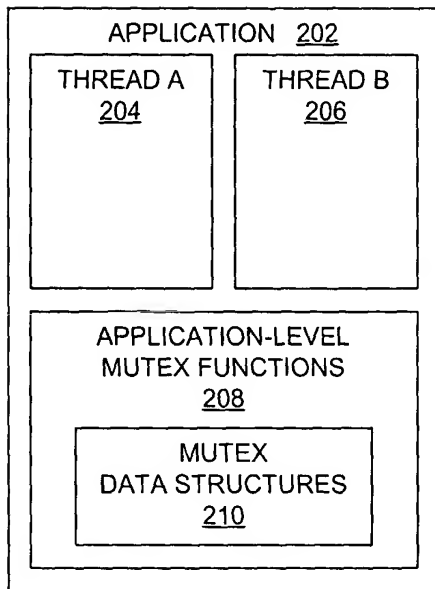 APPLICATION 202
THREAD A
204
THREAD B
206
APPLICATION-LEVEL
MUTEX FUNCTIONS
208
MUTEX
DATA STRUCTURES
210